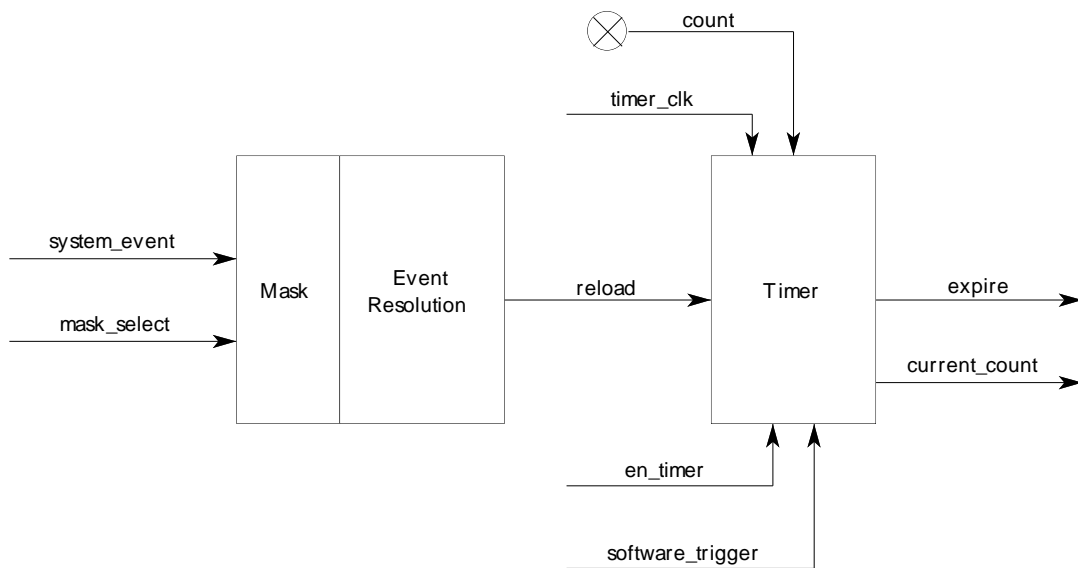 count
timer_clk
system_event
mask_select
Mask
Event
Resolution
reload
Timer
expire
current_count
en_timer
software_trigger